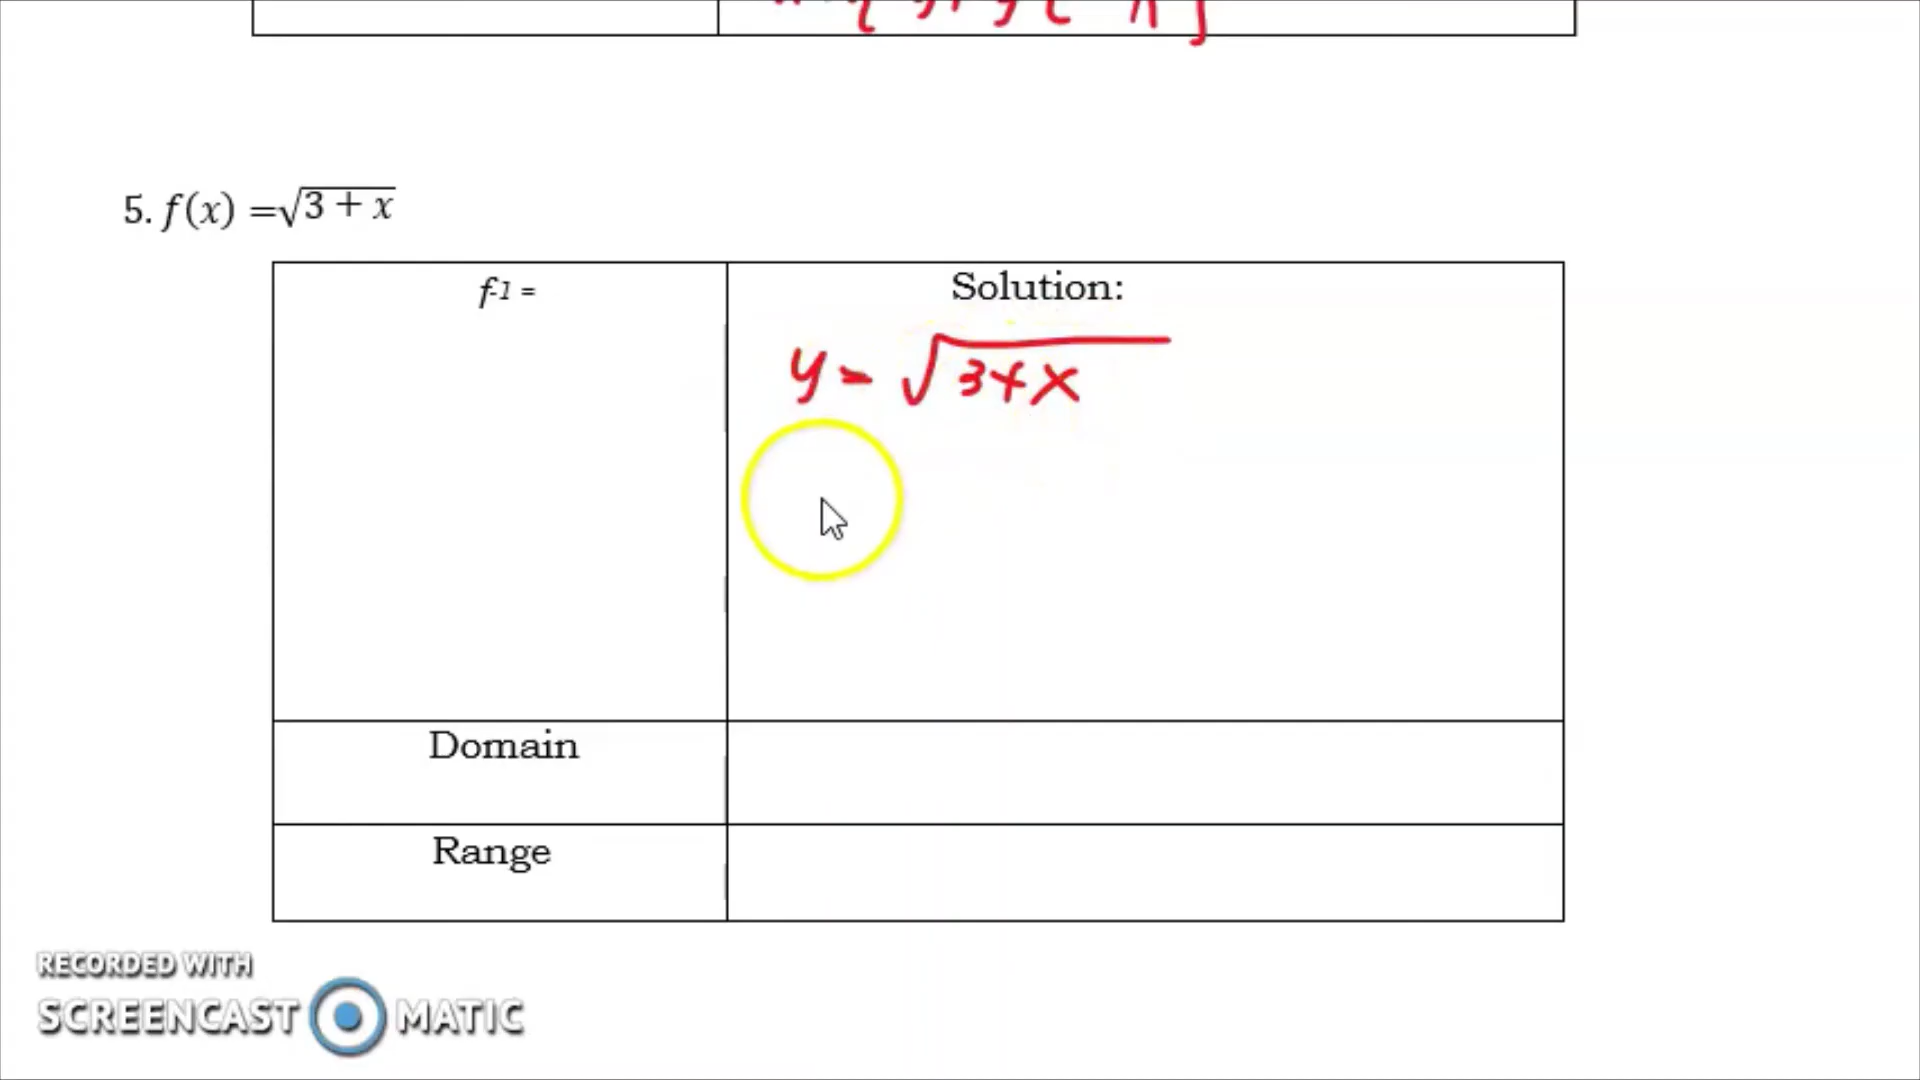 5. f(x) =√3 + x
f-1 =
Solution:
y = √3+x
Domain
Range
RECORDED WITH
SCREENCAST MATIC